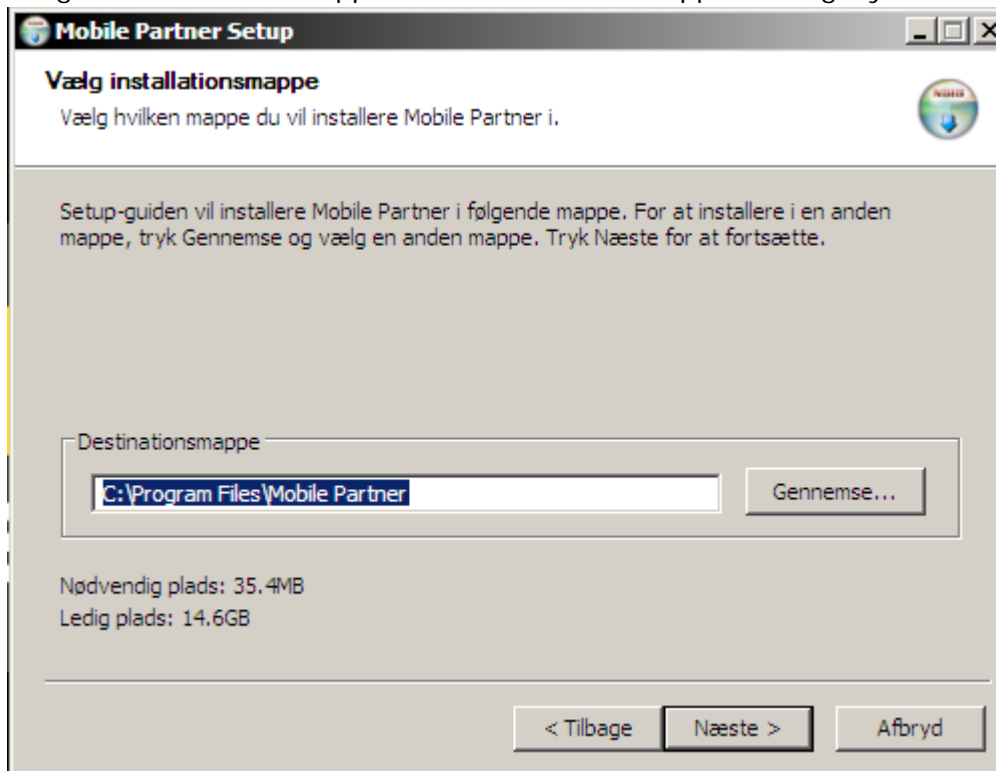 Mobile Partner Setup
Vælg installationsmappe
Vælg hvilken mappe du vil installere Mobile Partner i.
Setup-guiden vil installere Mobile Partner i følgende mappe. For at installere i en anden
mappe, tryk Gennemse og vælg en anden mappe. Tryk Næste for at fortsætte.
Destinationsmappe
C:\Program Files\Mobile Partner
Gennemse...
Nødvendig plads: 35.4MB
Ledig plads: 14.6GB
< Tilbage
Næste >
Afbryd